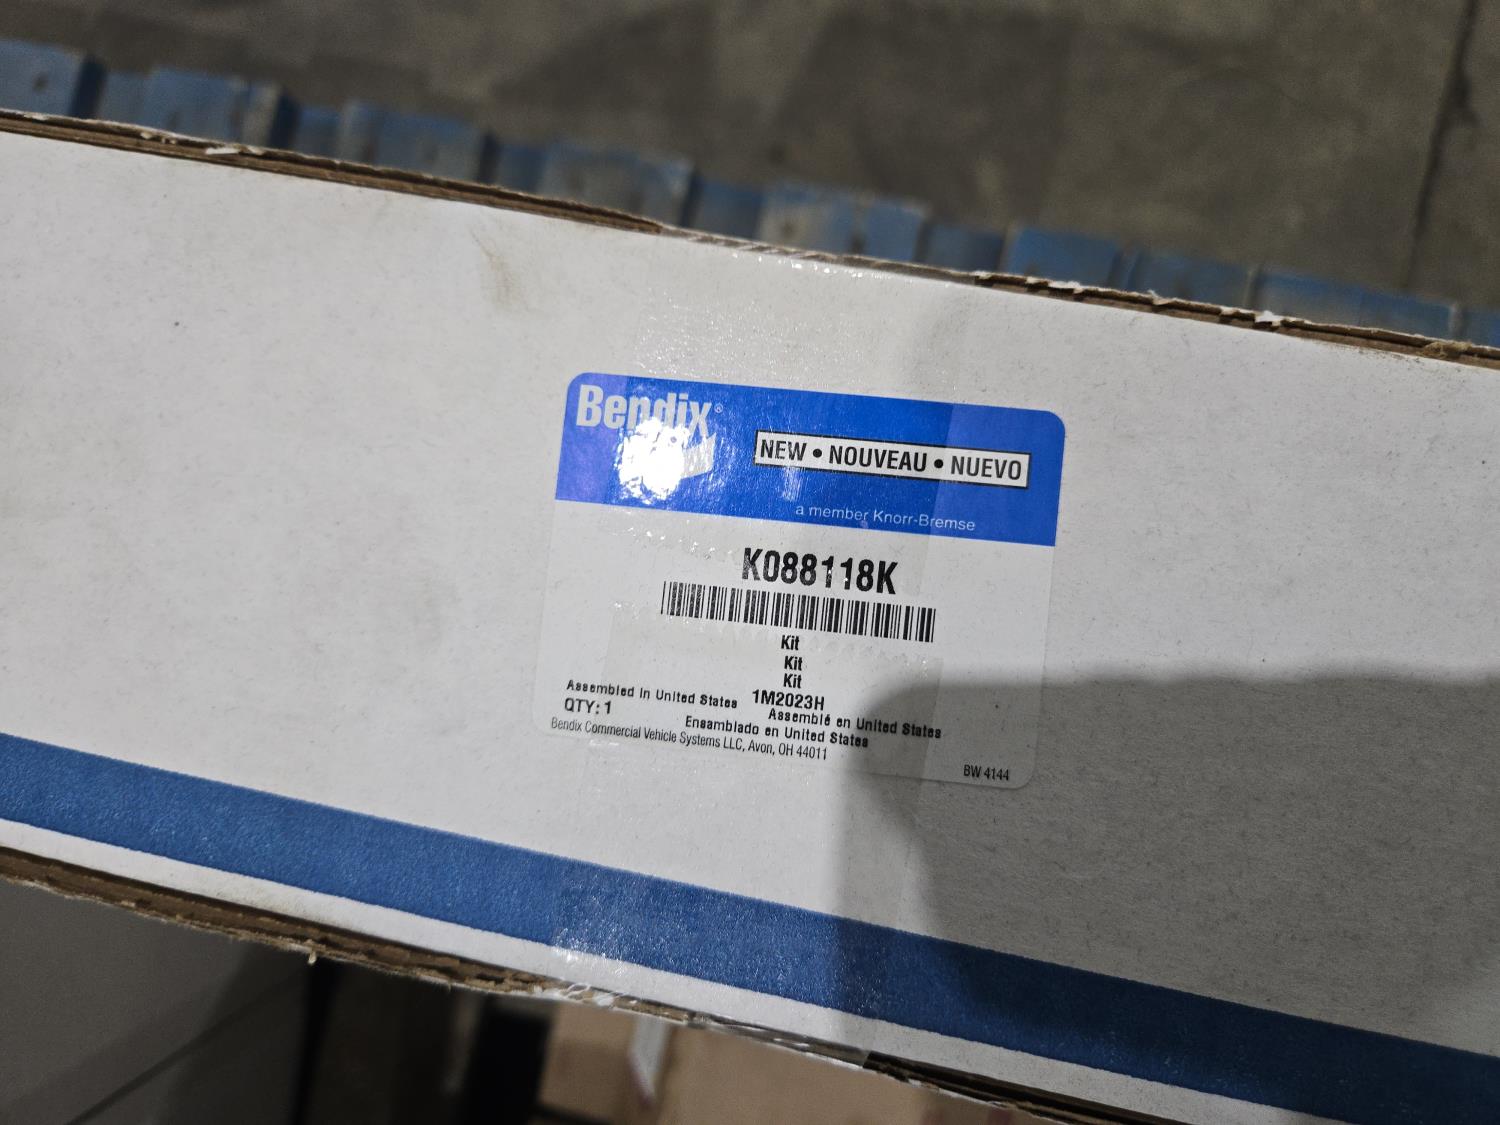 Bendix®
NEW • NOUVEAU • NUEVO
a member Knorr-Bremse
K088118K
Kit
Kit
Kit
Assembled in United States 1M2023H
QTY: 1 Assemblé en United States
Ensamblado en United States
Bendix Commercial Vehicle Systems LLC, Avon, OH 44011
BW 4144